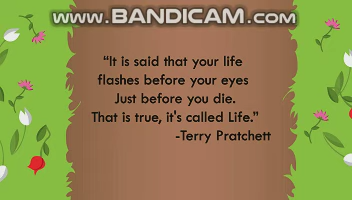 www.BANDICAM.com
“It is said that your life
flashes before your eyes
Just before you die.
That is true, it's called Life.”
-Terry Pratchett